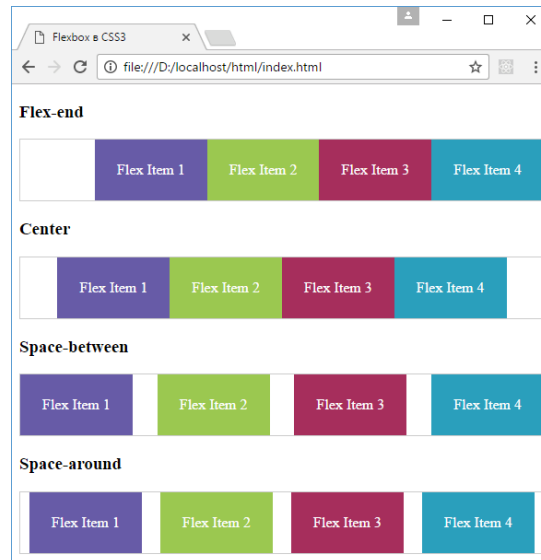 Flexbox в CSS3
file:///D:/localhost/html/index.html
Flex-end
Flex Item 1 Flex Item 2 Flex Item 3 Flex Item 4
Center
Flex Item 1 Flex Item 2 Flex Item 3 Flex Item 4
Space-between
Flex Item 1 Flex Item 2 Flex Item 3 Flex Item 4
Space-around
Flex Item 1 Flex Item 2 Flex Item 3 Flex Item 4